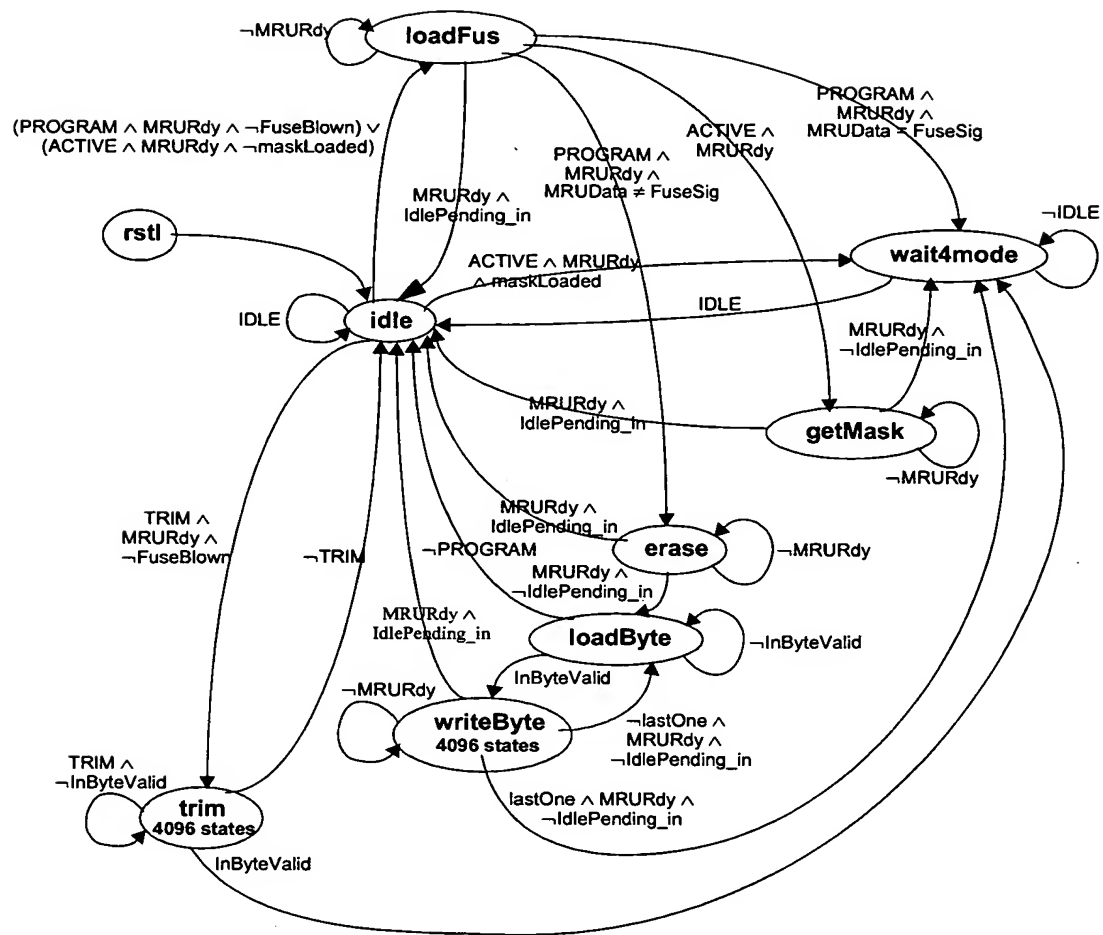 ¬MRURdy
loadFus
(PROGRAM ∧ MRURdy ∧ ¬FuseBlown) ∨
(ACTIVE ∧ MRURdy ∧ ¬maskLoaded)
MRURdy ∧
IdlePending_in
PROGRAM ∧
MRURdy ∧
MRUData ≠ FuseSig
ACTIVE ∧
MRURdy
PROGRAM ∧
MRURdy ∧
MRUData = FuseSig
rstl
¬IDLE
wait4mode
ACTIVE ∧ MRURdy
∧ maskLoaded
IDLE
IDLE
idle
MRURdy ∧
¬IdlePending_in
MRURdy ∧
IdlePending_in
getMask
¬MRURdy
TRIM ∧
MRURdy ∧
¬FuseBlown
¬TRIM
MRURdy ∧
IdlePending_in
erase
¬MRURdy
¬PROGRAM
MRURdy ∧
¬IdlePending_in
MRURdy ∧
IdlePending_in
loadByte
¬InByteValid
InByteValid
¬MRURdy
writeByte
4096 states
¬lastOne ∧
MRURdy ∧
¬IdlePending_in
TRIM ∧
¬InByteValid
trim
4096 states
lastOne ∧ MRURdy ∧
¬IdlePending_in
InByteValid